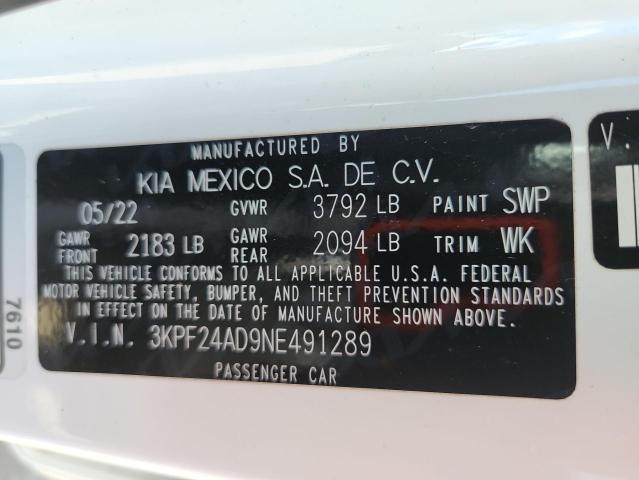 MANUFACTURED BY
KIA MEXICO S.A. DE C.V.
05/22 GVWR 3792 LB PAINT SWP
GAWR FRONT 2183 LB GAWR REAR 2094 LB TRIM WK
THIS VEHICLE CONFORMS TO ALL APPLICABLE U.S.A. FEDERAL
MOTOR VEHICLE SAFETY, BUMPER, AND THEFT PREVENTION STANDARDS
IN EFFECT ON THE DATE OF MANUFACTURE SHOWN ABOVE.
V.I.N. 3KPF24AD9NE491289
PASSENGER CAR
7610
V.